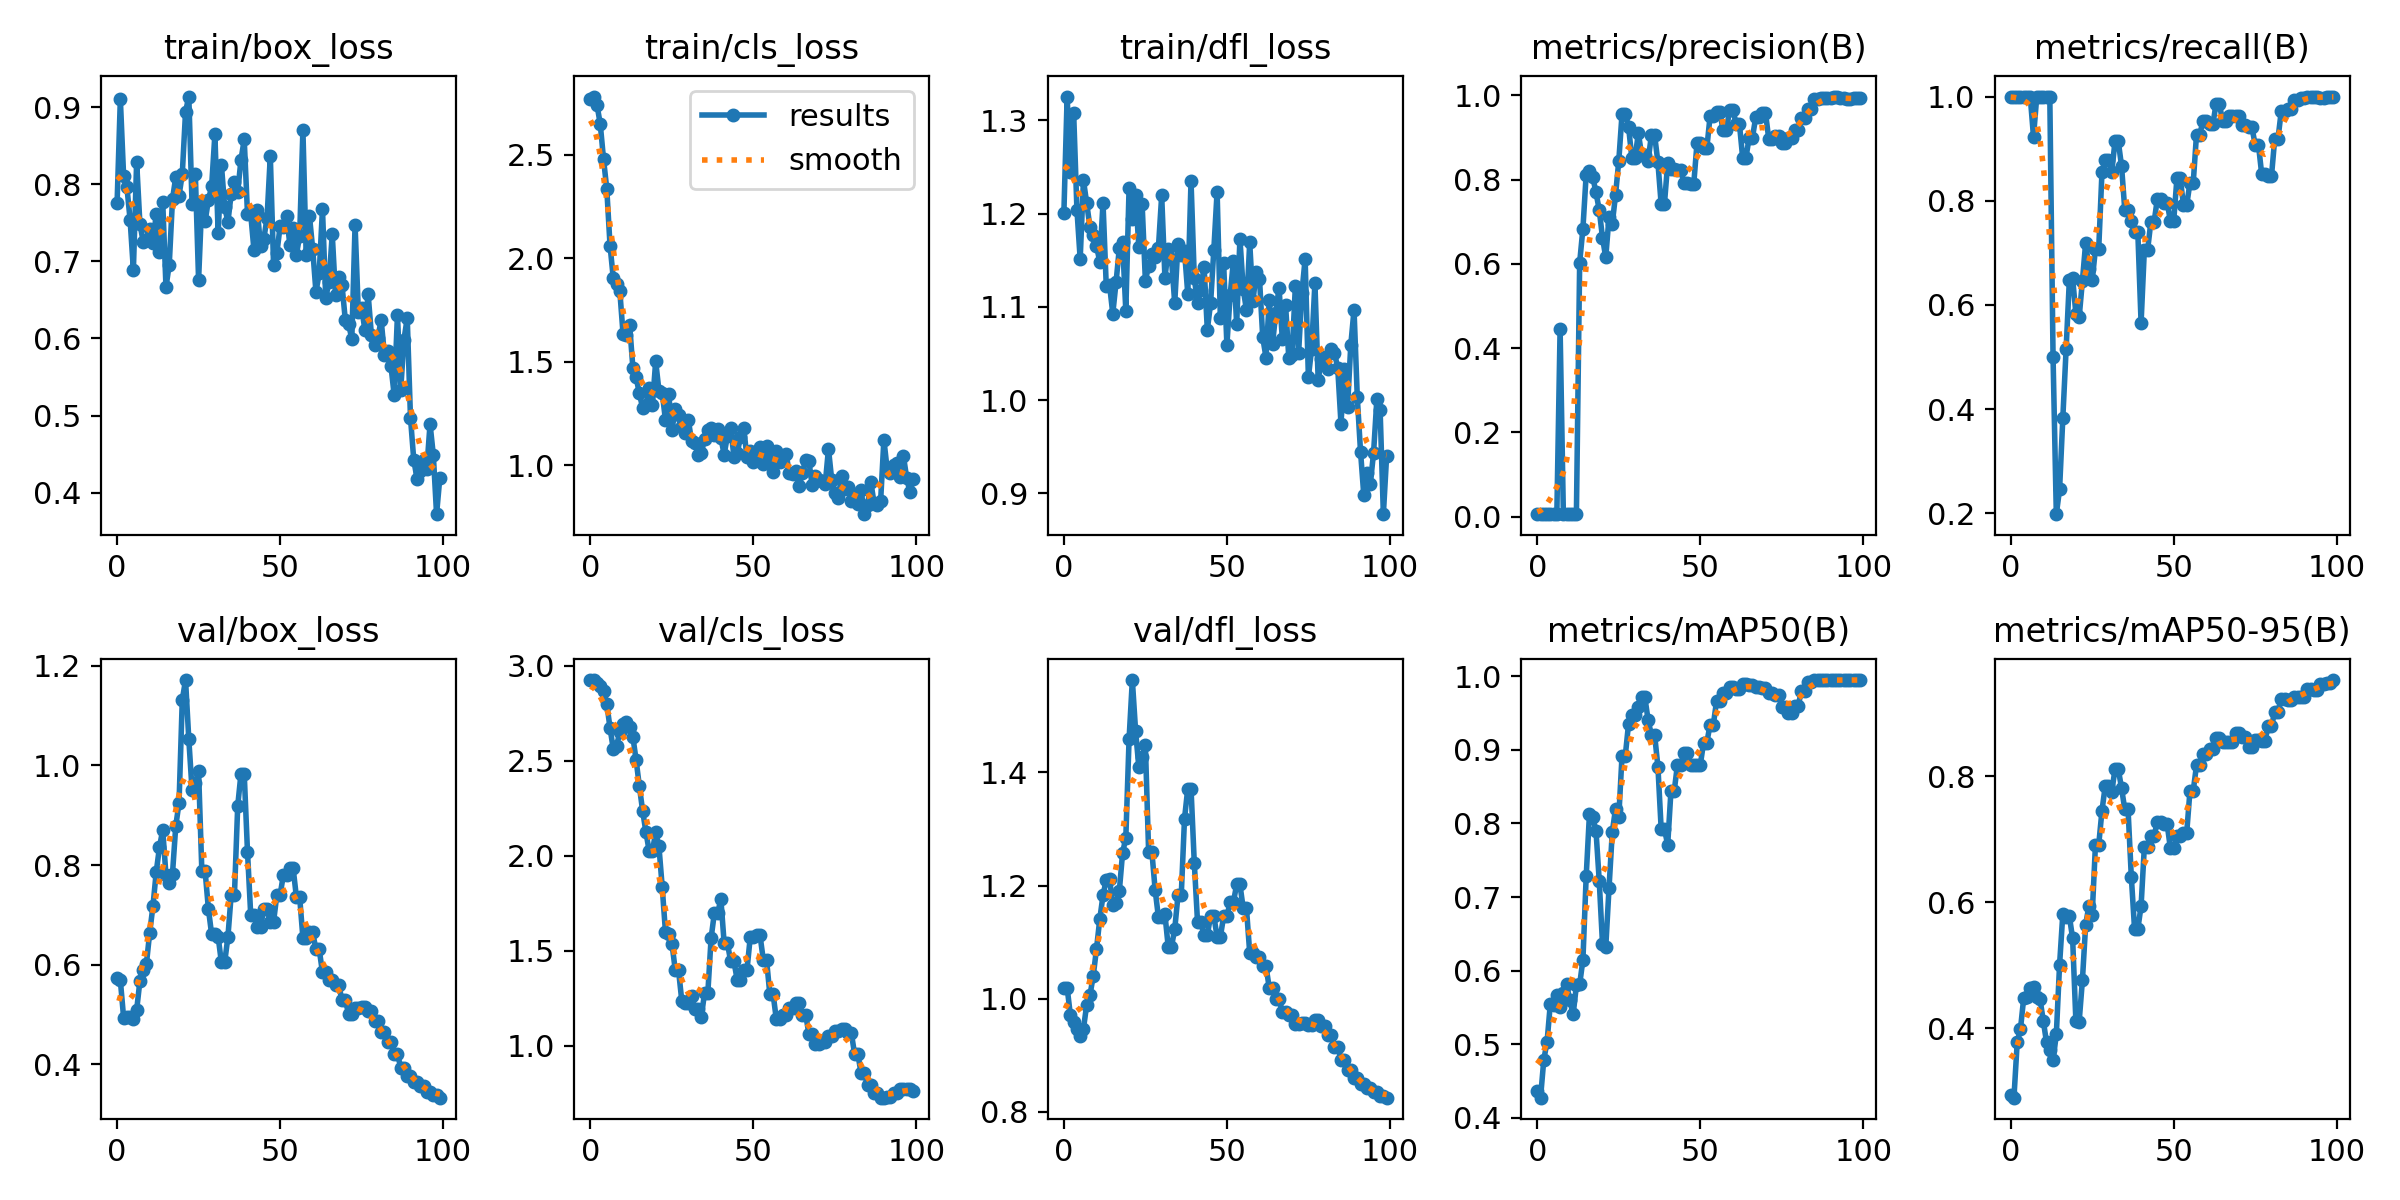 train/box_loss
0.9
0.8
0.7
0.6
0.5
0.4
0 50 100
train/cls_loss
results
smooth
2.5
2.0
1.5
1.0
0 50 100
train/dfl_loss
1.3
1.2
1.1
1.0
0.9
0 50 100
metrics/precision(B)
1.0
0.8
0.6
0.4
0.2
0.0
0 50 100
metrics/recall(B)
1.0
0.8
0.6
0.4
0.2
0 50 100
val/box_loss
1.2
1.0
0.8
0.6
0.4
0 50 100
val/cls_loss
3.0
2.5
2.0
1.5
1.0
0 50 100
val/dfl_loss
1.4
1.2
1.0
0.8
0 50 100
metrics/mAP50(B)
1.0
0.9
0.8
0.7
0.6
0.5
0.4
0 50 100
metrics/mAP50-95(B)
0.8
0.6
0.4
0 50 100